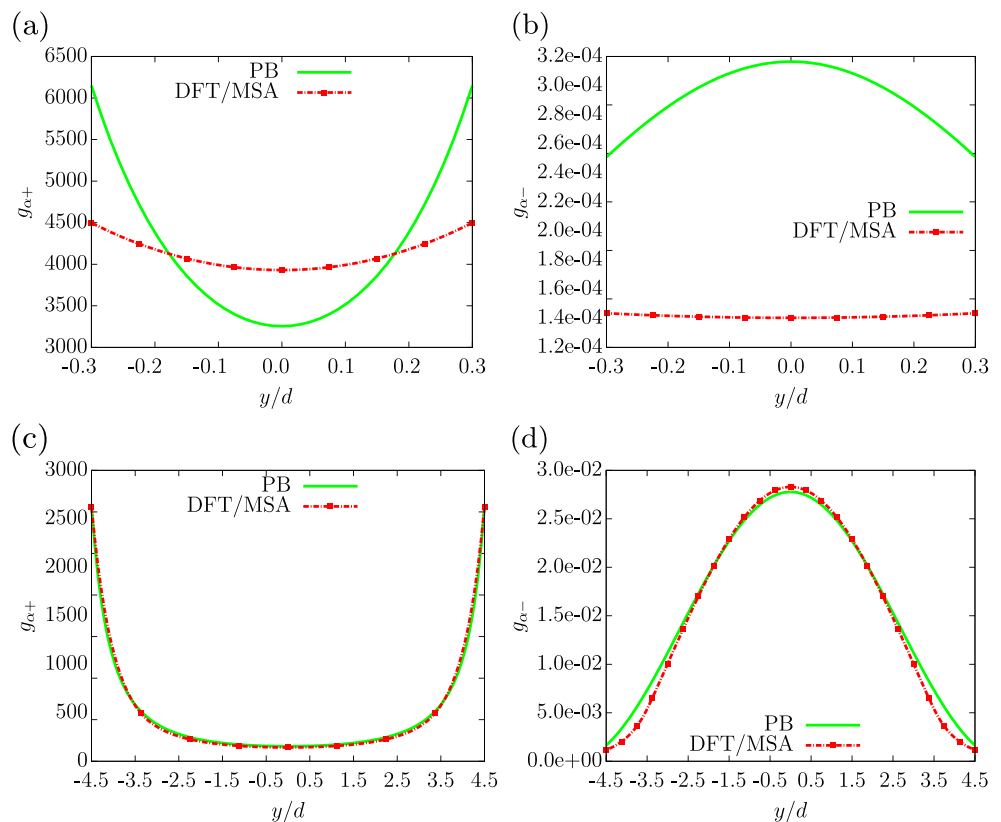 (a)
6500
6000
5500
5000
4500
4000
3500
3000
gα+
PB
DFT/MSA
-0.3 -0.2 -0.1 0.0 0.1 0.2 0.3
y/d
(b)
3.2e-04
3.0e-04
2.8e-04
2.6e-04
2.4e-04
2.2e-04
2.0e-04
1.8e-04
1.6e-04
1.4e-04
1.2e-04
gα−
PB
DFT/MSA
-0.3 -0.2 -0.1 0.0 0.1 0.2 0.3
y/d
(c)
3000
2500
2000
1500
1000
500
0
gα+
PB
DFT/MSA
-4.5 -3.5 -2.5 -1.5 -0.5 0.5 1.5 2.5 3.5 4.5
y/d
(d)
3.0e-02
2.5e-02
2.0e-02
1.5e-02
1.0e-02
5.0e-03
0.0e+00
gα−
PB
DFT/MSA
-4.5 -3.5 -2.5 -1.5 -0.5 0.5 1.5 2.5 3.5 4.5
y/d